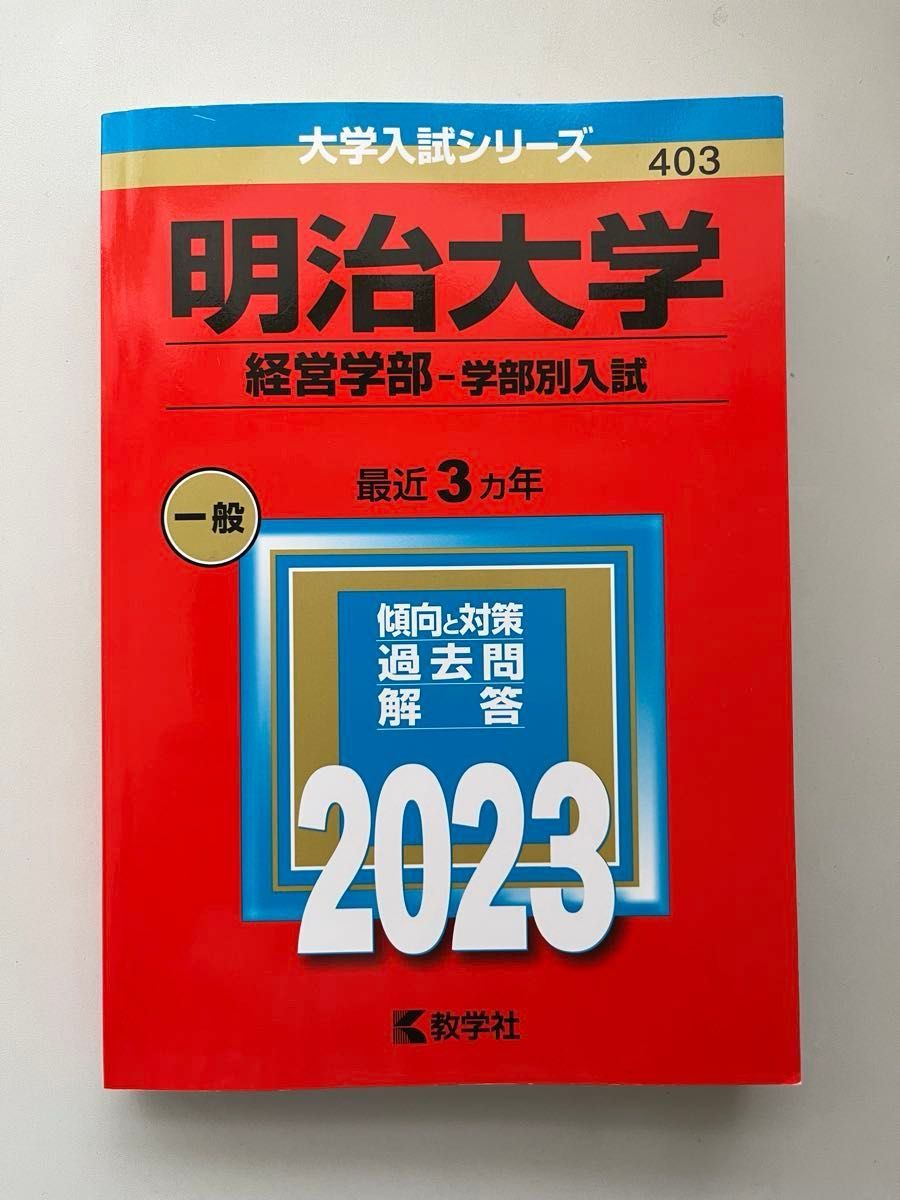 大学入試シリーズ
403
明治大学
経営学部-学部別入試
最近3カ年
一般
傾向と対策
過去問
解答
2023
教学社